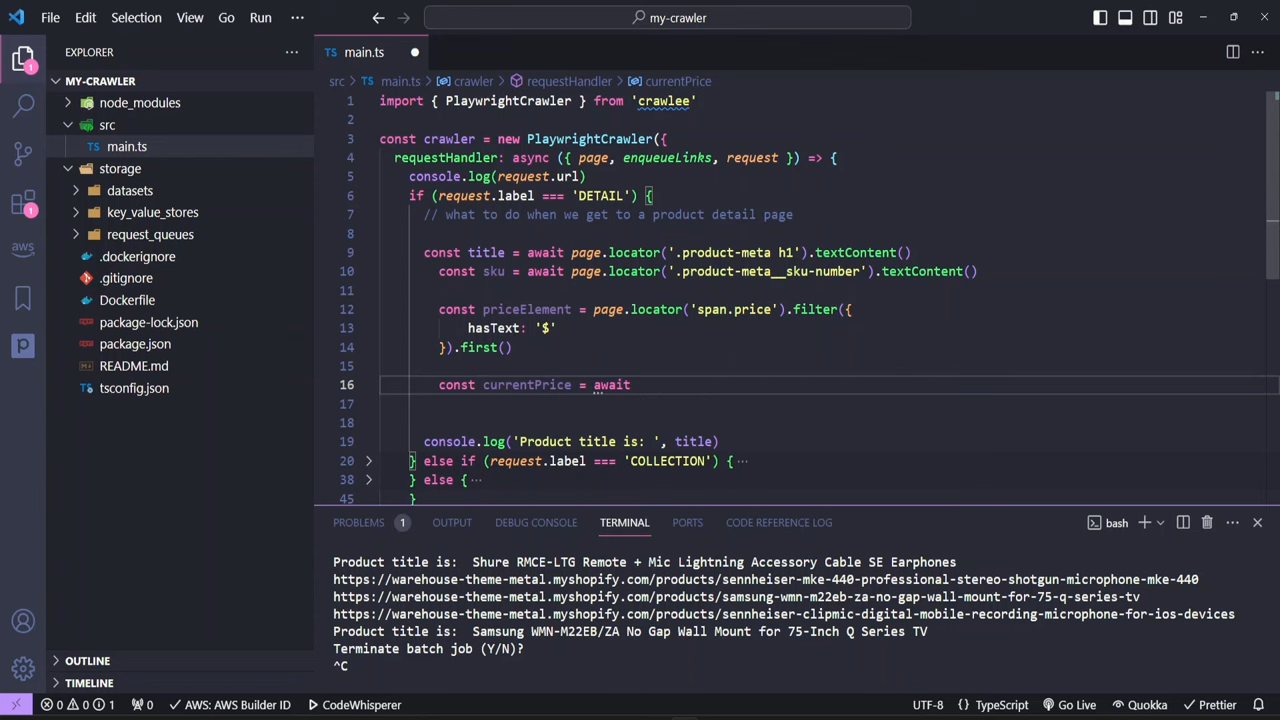 File Edit Selection View Go Run ···
my-crawler
EXPLORER ···
MY-CRAWLER
node_modules
src
TS main.ts
storage
datasets
key_value_stores
request_queues
.dockerignore
.gitignore
Dockerfile
package-lock.json
package.json
README.md
tsconfig.json
OUTLINE
TIMELINE
1
1
aws
p
TS main.ts
src > TS main.ts > crawler > requestHandler > currentPrice
1 import { PlaywrightCrawler } from 'crawlee'
2
3 const crawler = new PlaywrightCrawler({
4 requestHandler: async ({ page, enqueueLinks, request }) => {
5 console.log(request.url)
6 if (request.label === 'DETAIL') {
7 // what to do when we get to a product detail page
8
9 const title = await page.locator('.product-meta h1').textContent()
10 const sku = await page.locator('.product-meta__sku-number').textContent()
11
12 const priceElement = page.locator('span.price').filter({
13 hasText: '$'
14 }).first()
15
16 const currentPrice = await
17
18
19 console.log('Product title is: ', title)
20 } else if (request.label === 'COLLECTION') { ···
38 } else { ···
45 }
PROBLEMS 1 OUTPUT DEBUG CONSOLE TERMINAL PORTS CODE REFERENCE LOG bash
Product title is:  Shure RMCE-LTG Remote + Mic Lightning Accessory Cable SE Earphones
https://warehouse-theme-metal.myshopify.com/products/sennheiser-mke-440-professional-stereo-shotgun-microphone-mke-440
https://warehouse-theme-metal.myshopify.com/products/samsung-wmn-m22eb-za-no-gap-wall-mount-for-75-q-series-tv
https://warehouse-theme-metal.myshopify.com/products/sennheiser-clipmic-digital-mobile-recording-microphone-for-ios-devices
Product title is:  Samsung WMN-M22EB/ZA No Gap Wall Mount for 75-Inch Q Series TV
Terminate batch job (Y/N)?
^C
0 0 1 0 AWS: AWS Builder ID CodeWhisperer UTF-8 {} TypeScript Go Live Quokka Prettier